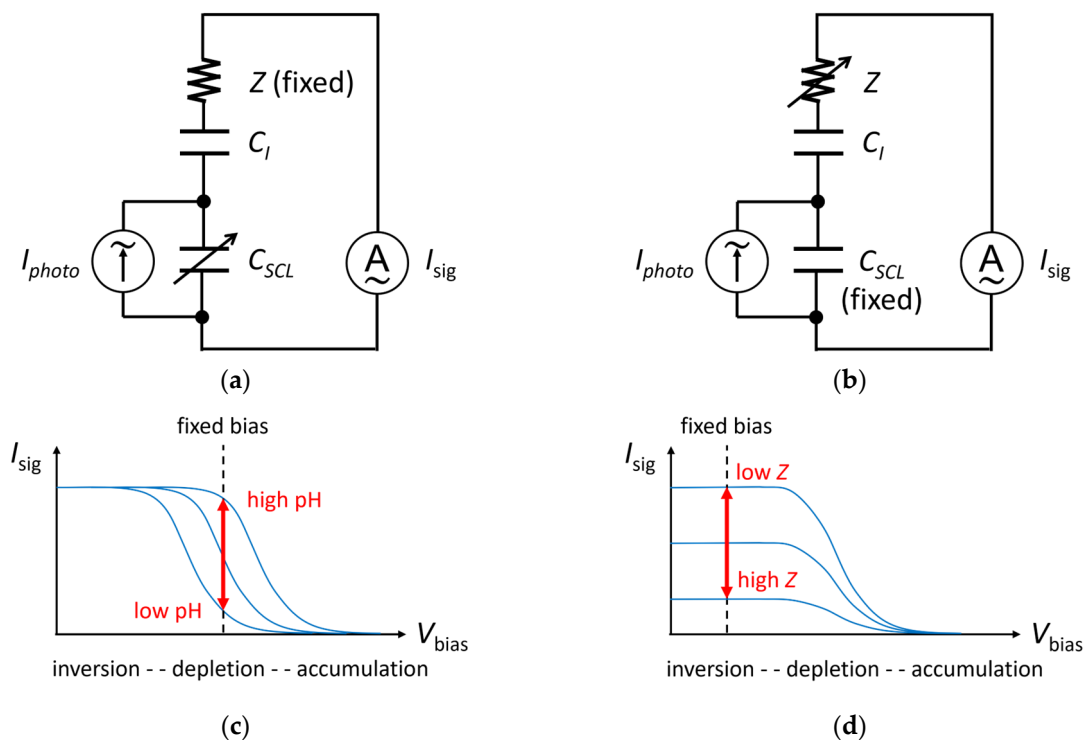 Z (fixed)
C_I
I_photo
C_SCL
A
I_sig
(a)
Z
C_I
I_photo
C_SCL
(fixed)
A
I_sig
(b)
fixed bias
I_sig
high pH
low pH
V_bias
inversion - - depletion - - accumulation
(c)
fixed bias
I_sig
low Z
high Z
V_bias
inversion - - depletion - - accumulation
(d)